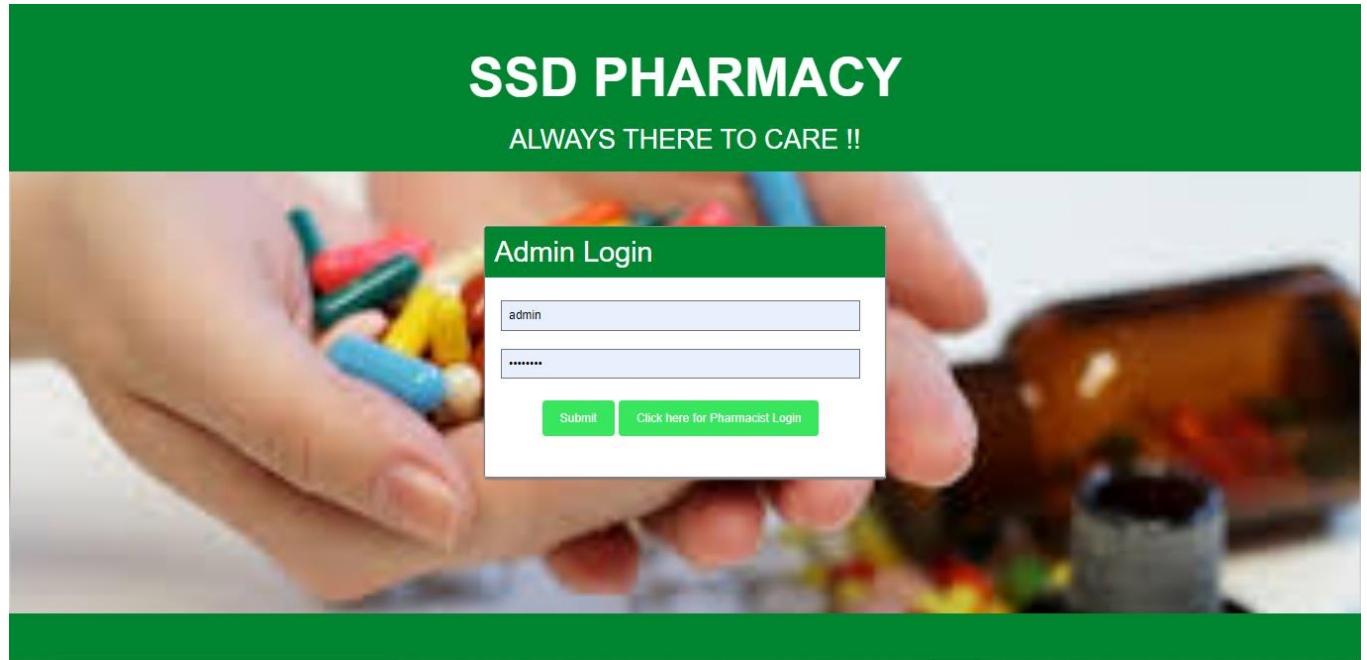 SSD PHARMACY
ALWAYS THERE TO CARE !!
Admin Login
admin
••••••••
Submit Click here for Pharmacist Login